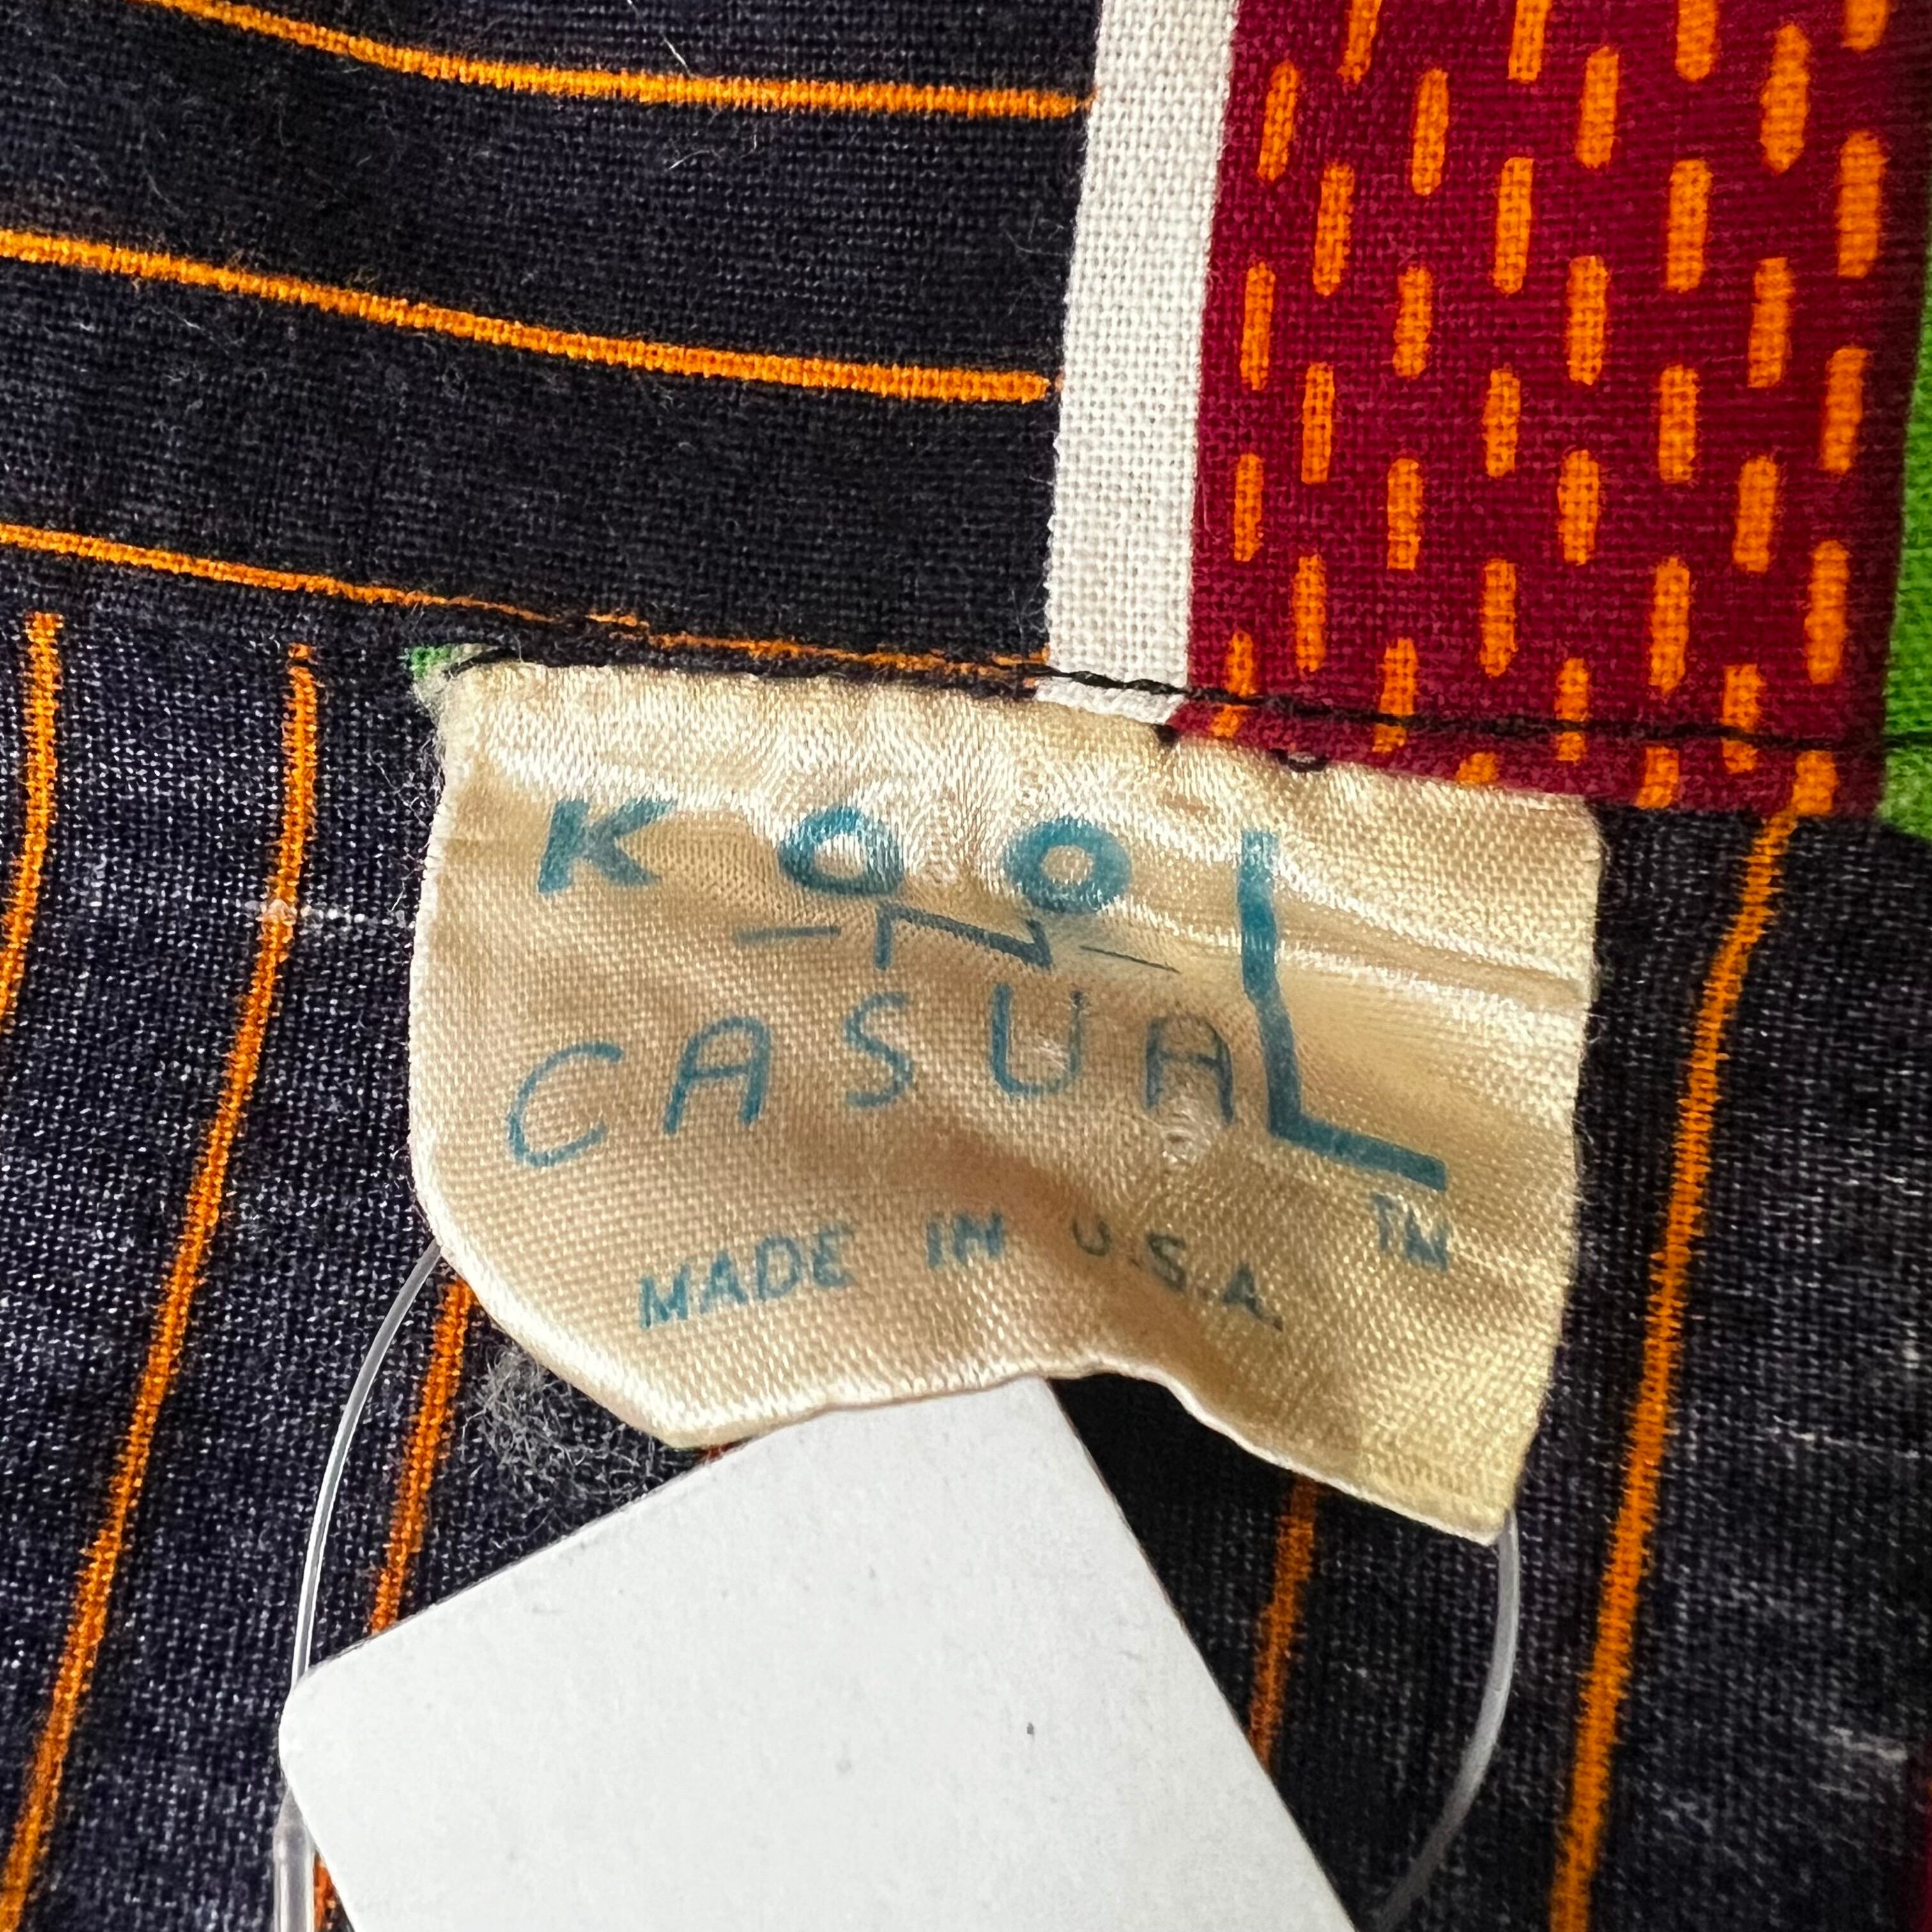 KOOL
-N-
CASUAL
TM
MADE IN U.S.A.